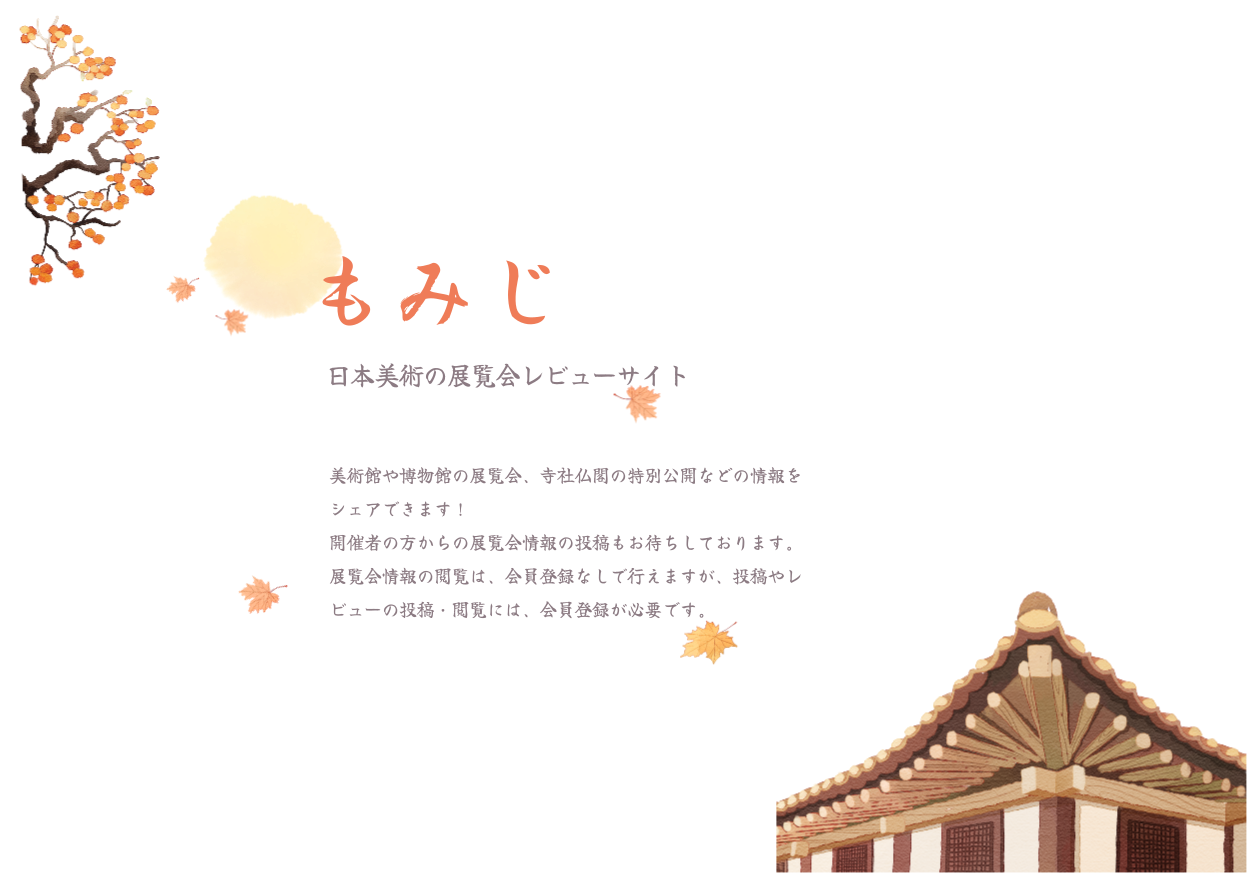 もみじ
日本美術の展覧会レビューサイト
美術館や博物館の展覧会、寺社仏閣の特別公開などの情報を
シェアできます！
開催者の方からの展覧会情報の投稿もお待ちしております。
展覧会情報の閲覧は、会員登録なしで行えますが、投稿やレ
ビューの投稿・閲覧には、会員登録が必要です。